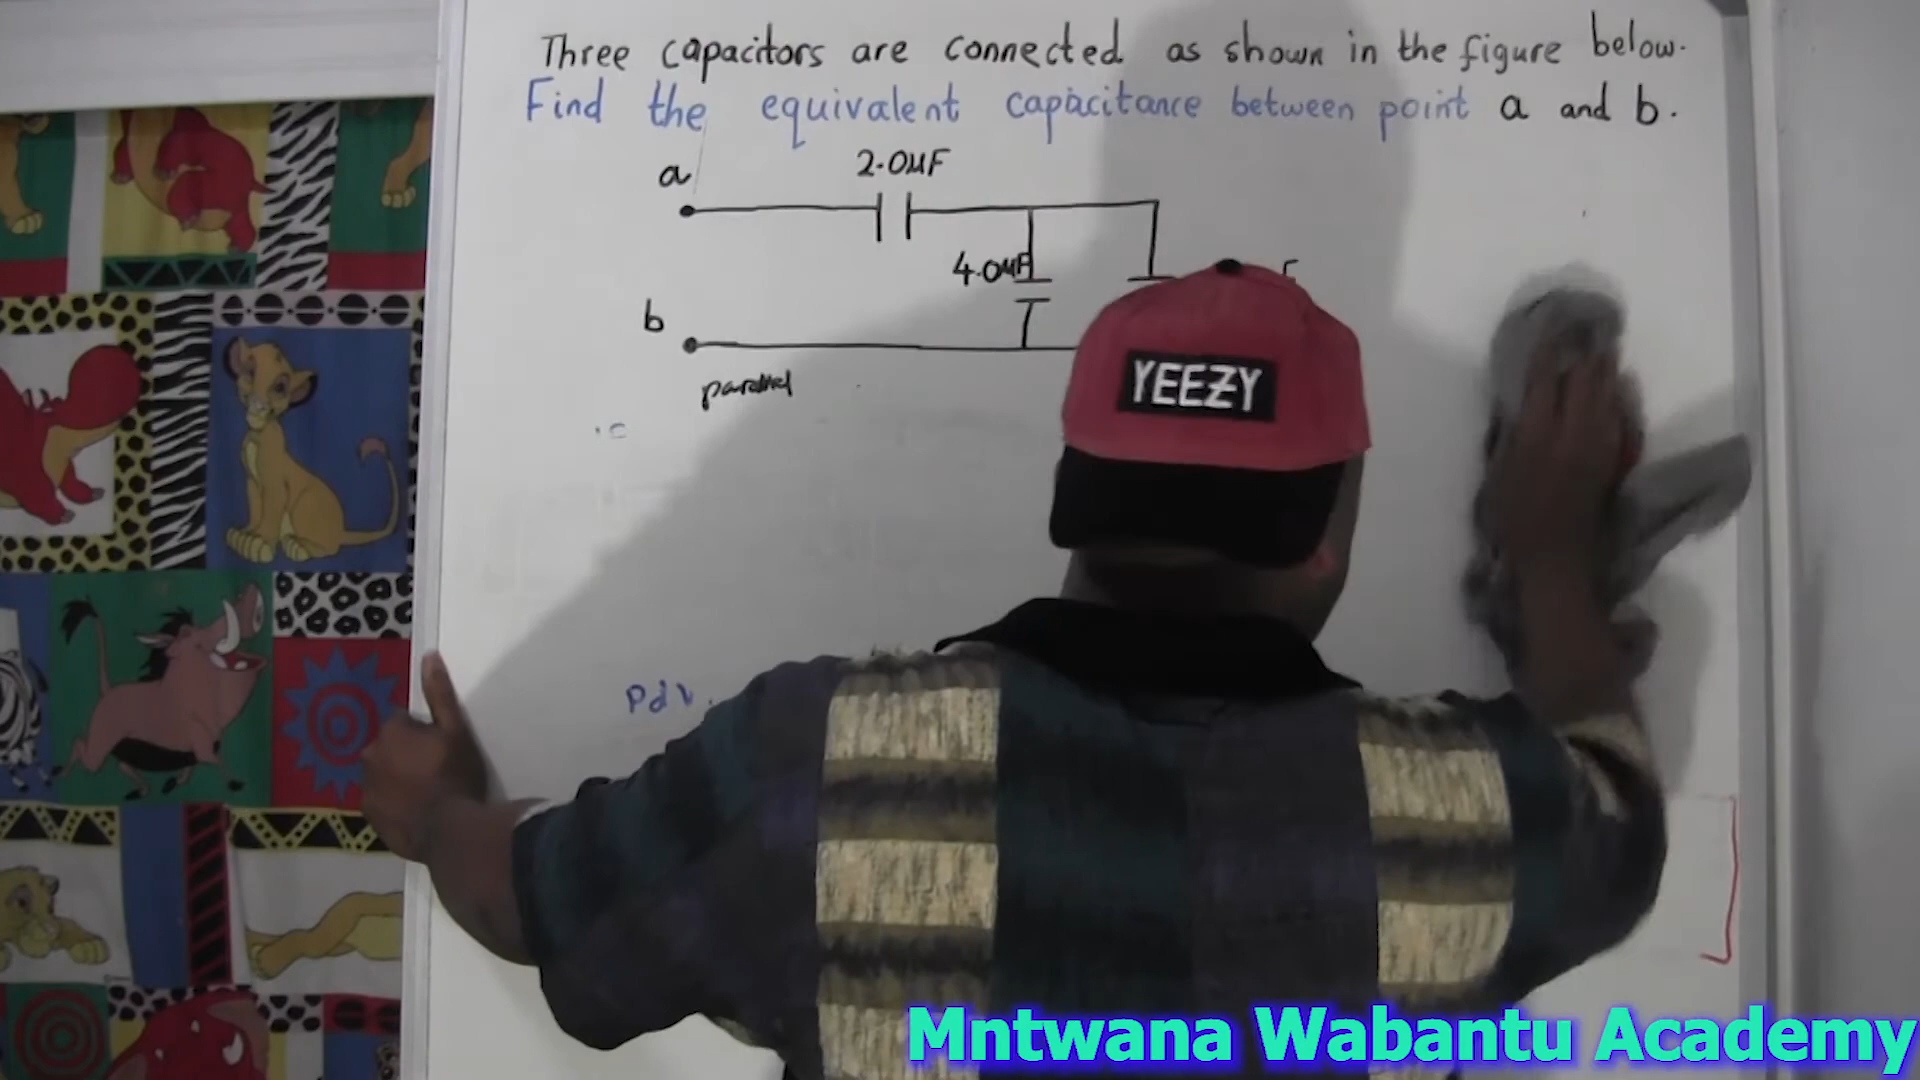 Three capacitors are connected as shown in the figure below.
Find the equivalent capacitance between point a and b.
a
2.0µF
4.0µF
b
parallel
YEEZY
Mntwana Wabantu Academy